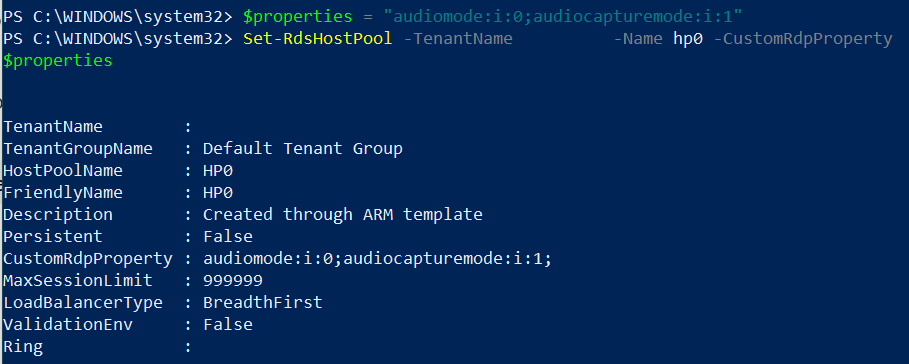 PS C:\WINDOWS\system32> $properties = "audiomode:i:0;audiocapturemode:i:1"
PS C:\WINDOWS\system32> Set-RdsHostPool -TenantName -Name hp0 -CustomRdpProperty
$properties
TenantName :
TenantGroupName : Default Tenant Group
HostPoolName : HP0
FriendlyName : HP0
Description : Created through ARM template
Persistent : False
CustomRdpProperty : audiomode:i:0;audiocapturemode:i:1;
MaxSessionLimit : 999999
LoadBalancerType : BreadthFirst
ValidationEnv : False
Ring :